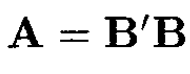 A = B′B